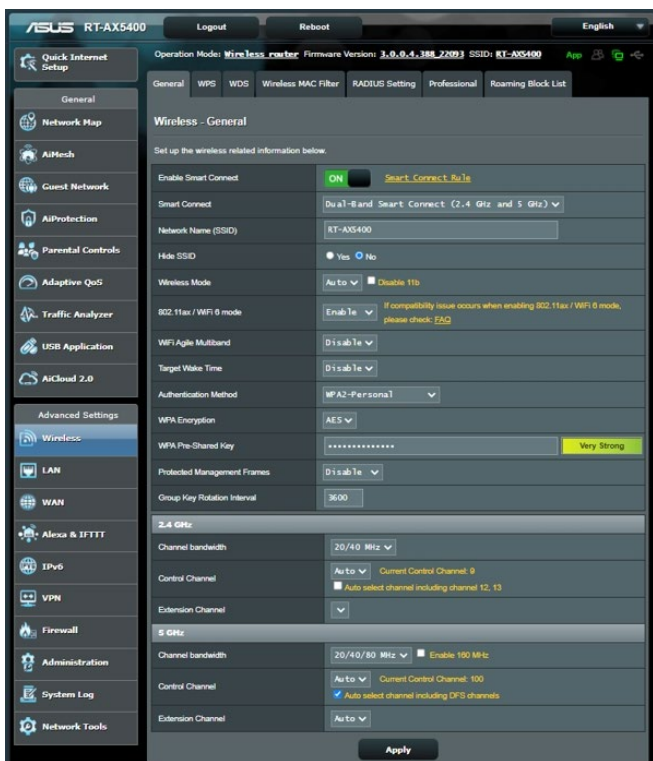 ASUS RT-AX5400 Logout Reboot English
Quick Internet Setup
Operation Mode: Wireless router Firmware Version: 3.0.0.4.388_22093 SSID: RT-AX5400 App
General WPS WDS Wireless MAC Filter RADIUS Setting Professional Roaming Block List
General
Network Map
AiMesh
Guest Network
AiProtection
Parental Controls
Adaptive QoS
Traffic Analyzer
USB Application
AiCloud 2.0
Advanced Settings
Wireless
LAN
WAN
Alexa & IFTTT
IPv6
VPN
Firewall
Administration
System Log
Network Tools
Wireless - General
Set up the wireless related information below.
Enable Smart Connect ON Smart Connect Rule
Smart Connect Dual-Band Smart Connect (2.4 GHz and 5 GHz)
Network Name (SSID) RT-AX5400
Hide SSID Yes No
Wireless Mode Auto Disable 11b
802.11ax / WiFi 6 mode Enable If compatibility issue occurs when enabling 802.11ax / WiFi 6 mode,
please check: FAQ
WiFi Agile Multiband Disable
Target Wake Time Disable
Authentication Method WPA2-Personal
WPA Encryption AES
WPA Pre-Shared Key •••••••••••••• Very Strong
Protected Management Frames Disable
Group Key Rotation Interval 3600
2.4 GHz
Channel bandwidth 20/40 MHz
Control Channel Auto Current Control Channel: 9
Auto select channel including channel 12, 13
Extension Channel
5 GHz
Channel bandwidth 20/40/80 MHz Enable 160 MHz
Control Channel Auto Current Control Channel: 100
Auto select channel including DFS channels
Extension Channel Auto
Apply